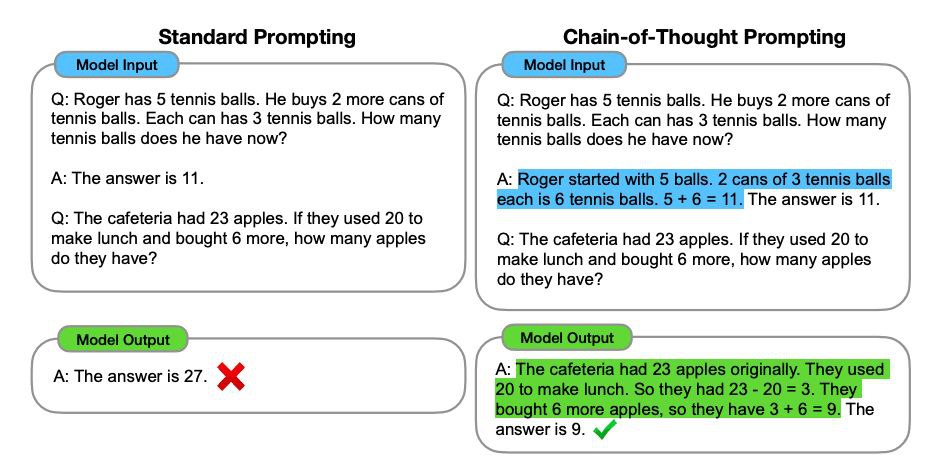 Standard Prompting
Model Input
Q: Roger has 5 tennis balls. He buys 2 more cans of
tennis balls. Each can has 3 tennis balls. How many
tennis balls does he have now?
A: The answer is 11.
Q: The cafeteria had 23 apples. If they used 20 to
make lunch and bought 6 more, how many apples
do they have?
Model Output
A: The answer is 27.
Chain-of-Thought Prompting
Model Input
Q: Roger has 5 tennis balls. He buys 2 more cans of
tennis balls. Each can has 3 tennis balls. How many
tennis balls does he have now?
A: Roger started with 5 balls. 2 cans of 3 tennis balls
each is 6 tennis balls. 5 + 6 = 11. The answer is 11.
Q: The cafeteria had 23 apples. If they used 20 to
make lunch and bought 6 more, how many apples
do they have?
Model Output
A: The cafeteria had 23 apples originally. They used
20 to make lunch. So they had 23 - 20 = 3. They
bought 6 more apples, so they have 3 + 6 = 9. The
answer is 9.